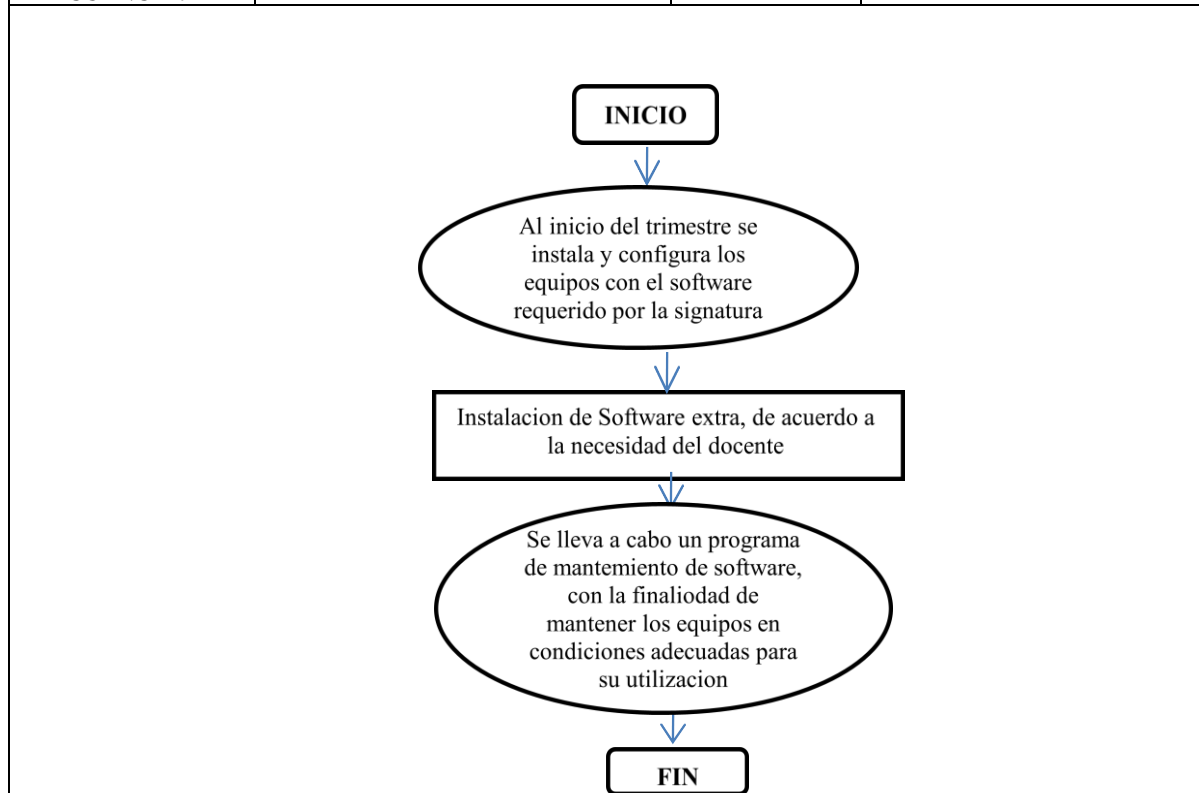 INICIO
Al inicio del trimestre se
instala y configura los
equipos con el software
requerido por la signatura
Instalacion de Software extra, de acuerdo a
la necesidad del docente
Se lleva a cabo un programa
de mantemiento de software,
con la finaliodad de
mantener los equipos en
condiciones adecuadas para
su utilizacion
FIN